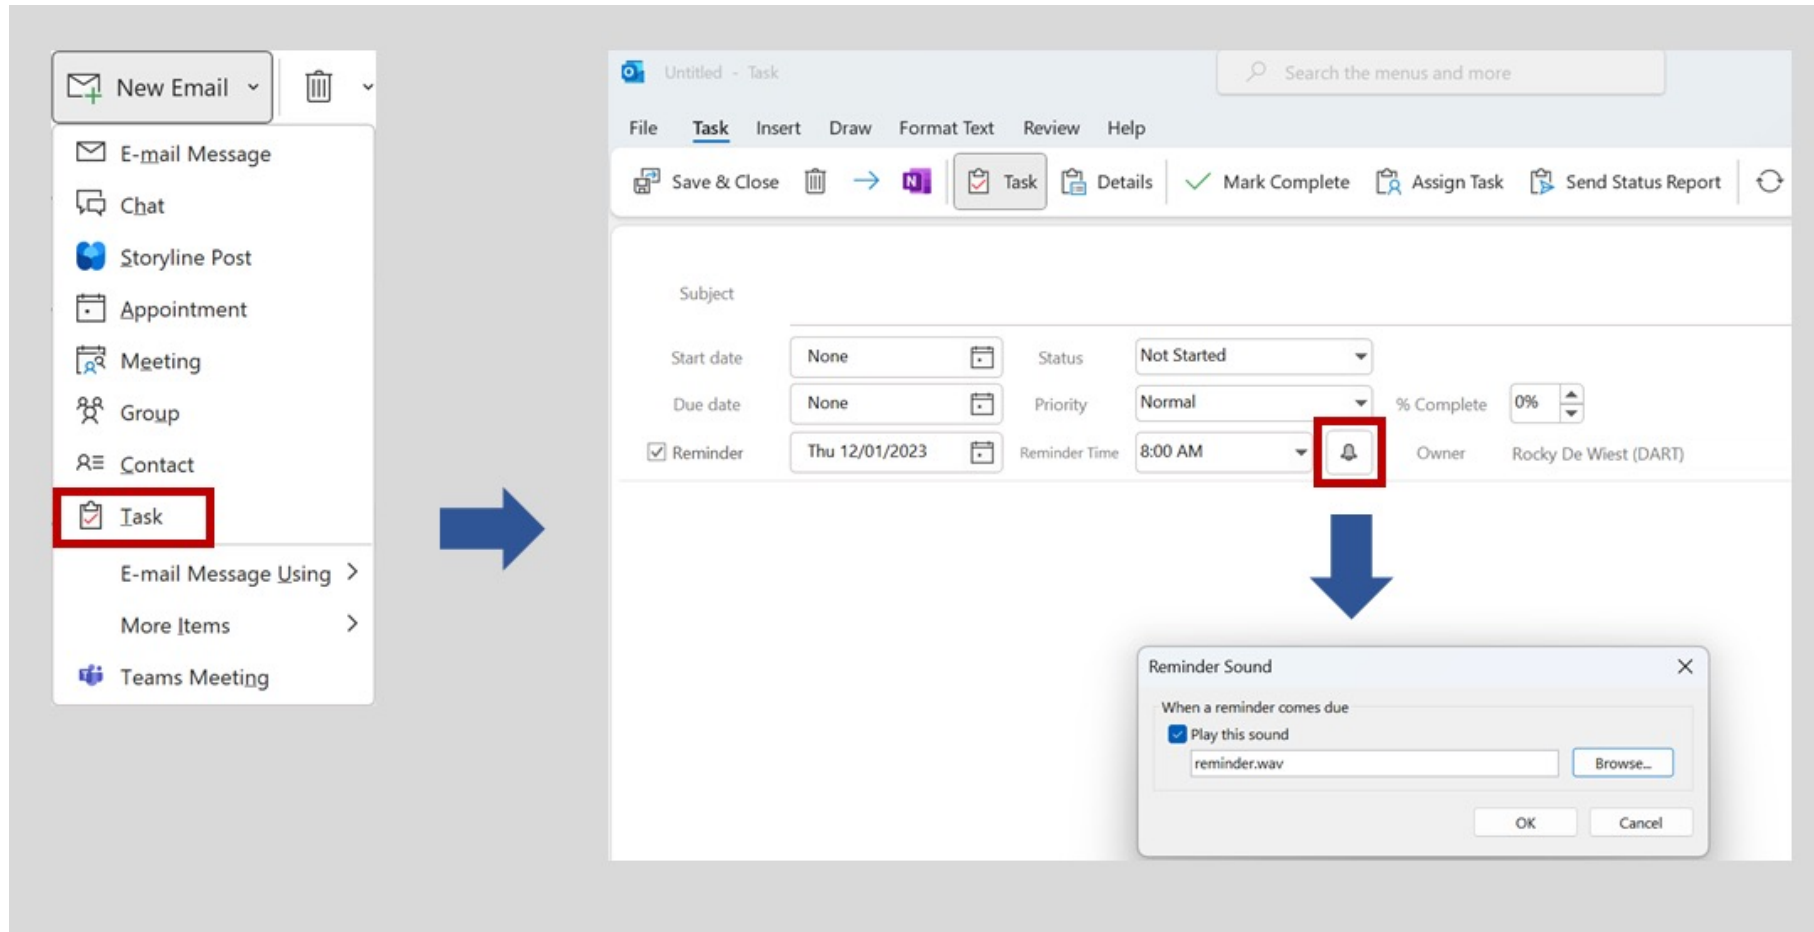 New Email
E-mail Message
Chat
Storyline Post
Appointment
Meeting
Group
Contact
Task
E-mail Message Using
More Items
Teams Meeting
Untitled - Task
Search the menus and more
File Task Insert Draw Format Text Review Help
Save & Close Task Details Mark Complete Assign Task Send Status Report
Subject
Start date None Status Not Started
Due date None Priority Normal % Complete 0%
Reminder Thu 12/01/2023 Reminder Time 8:00 AM Owner Rocky De Wiest (DART)
Reminder Sound
When a reminder comes due
Play this sound
reminder.wav Browse...
OK Cancel